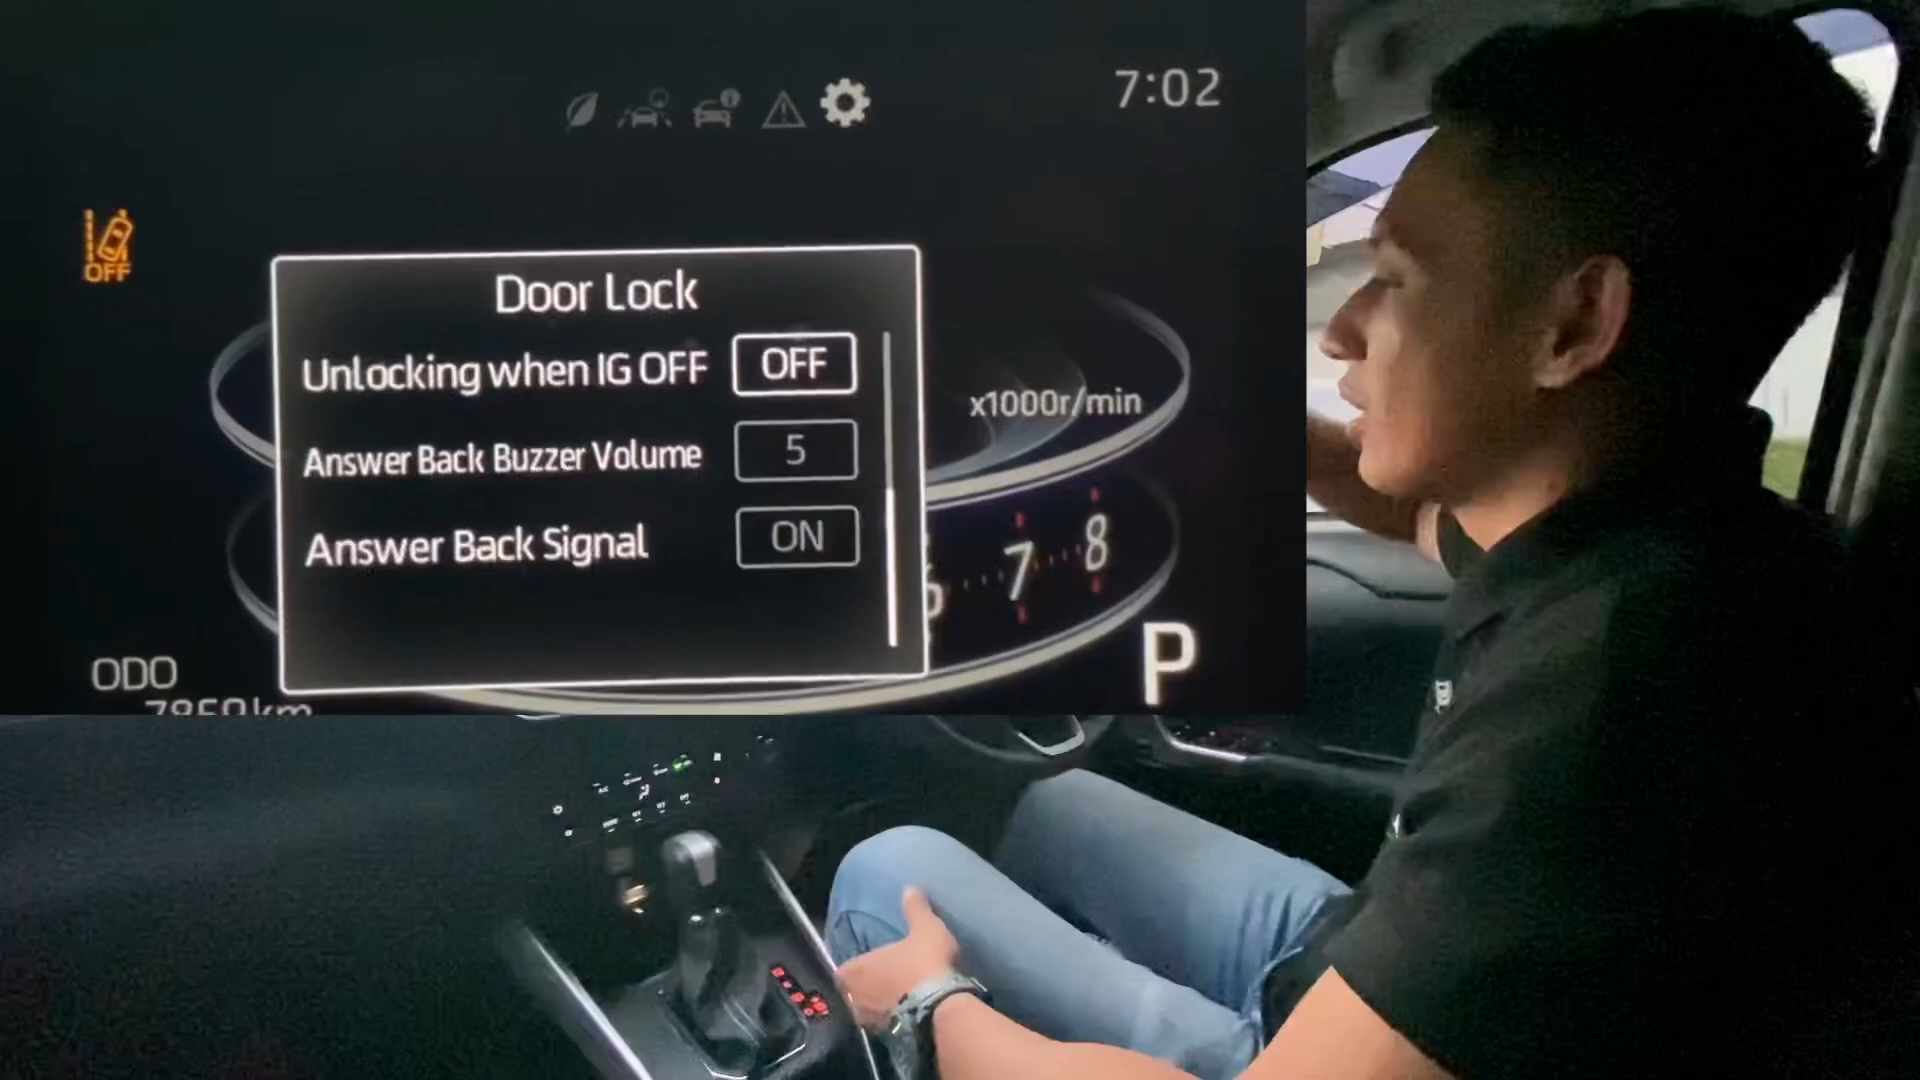 7:02
OFF
Door Lock
Unlocking when IG OFF OFF
Answer Back Buzzer Volume 5
Answer Back Signal ON
x1000r/min
7 8
P
ODO